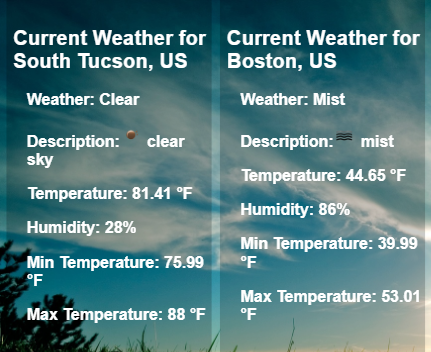 Current Weather for
South Tucson, US
Weather: Clear
Description: clear
sky
Temperature: 81.41 °F
Humidity: 28%
Min Temperature: 75.99
°F
Max Temperature: 88 °F
Current Weather for
Boston, US
Weather: Mist
Description: mist
Temperature: 44.65 °F
Humidity: 86%
Min Temperature: 39.99
°F
Max Temperature: 53.01
°F